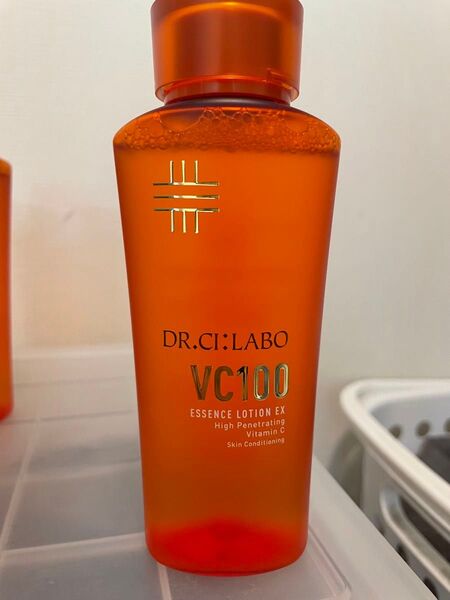 DR.CI:LABO
VC100
ESSENCE LOTION EX
High Penetrating
Vitamin C
Skin Conditioning